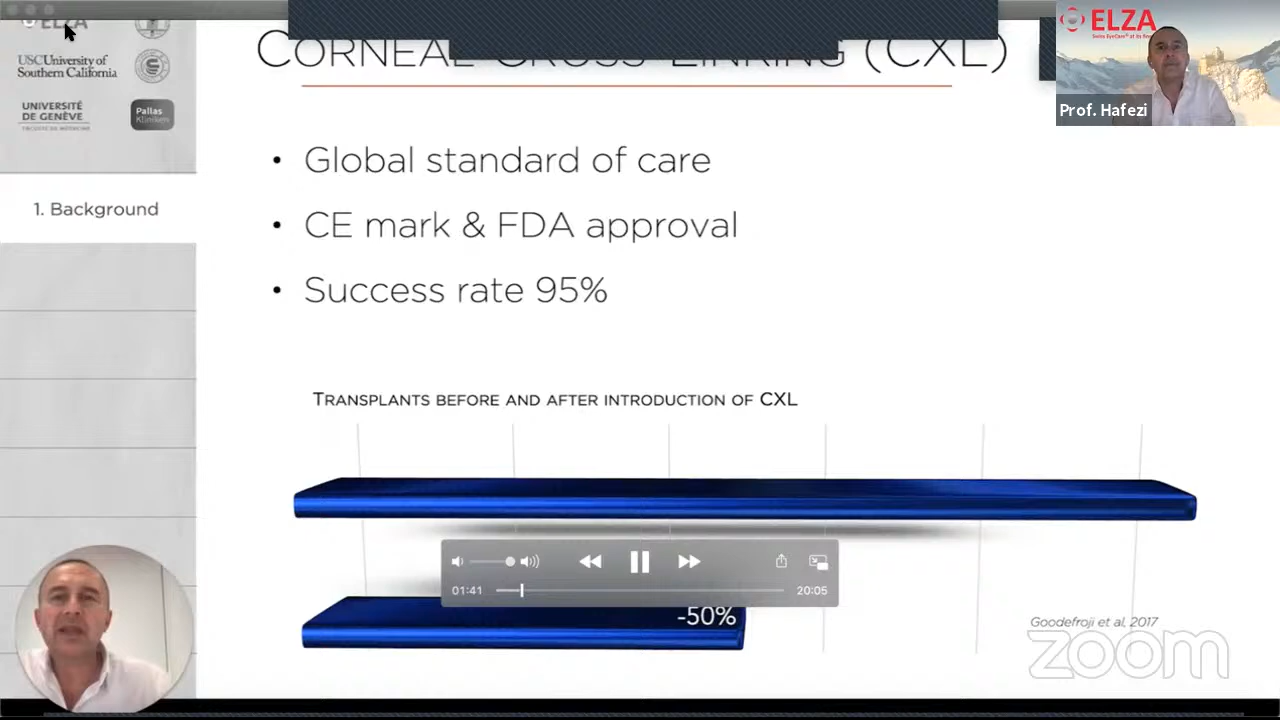 ELZA
USCUniversity of
Southern California
UNIVERSITÉ
DE GENÈVE
Pallas
Kliniken
1. Background
CORNEAL CROSS-LINKING (CXL)
• Global standard of care
• CE mark & FDA approval
• Success rate 95%
TRANSPLANTS BEFORE AND AFTER INTRODUCTION OF CXL
-50%
01:41
20:05
Goodefroji et al, 2017
zoom
ELZA
Prof. Hafezi